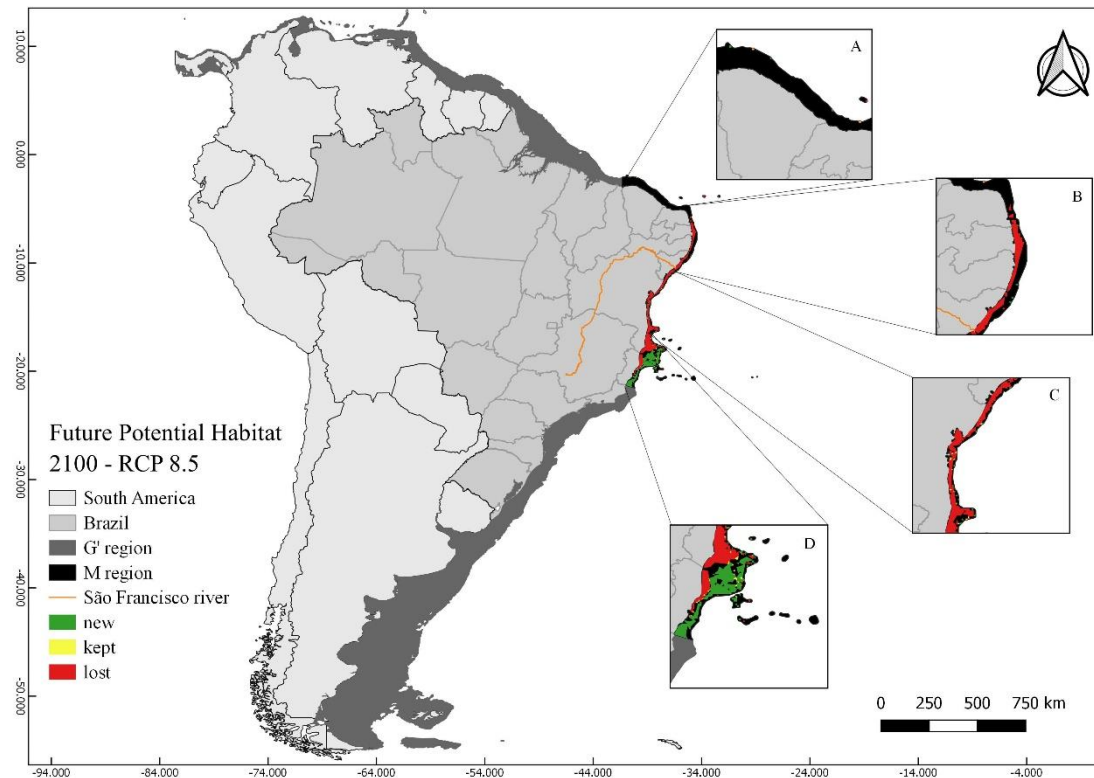 10.000
0.000
-10.000
-20.000
-30.000
-40.000
-50.000
A
B
C
D
Future Potential Habitat
2100 - RCP 8.5
South America
Brazil
G' region
M region
São Francisco river
new
kept
lost
0 250 500 750 km
-94.000 -84.000 -74.000 -64.000 -54.000 -44.000 -34.000 -24.000 -14.000 -4.000